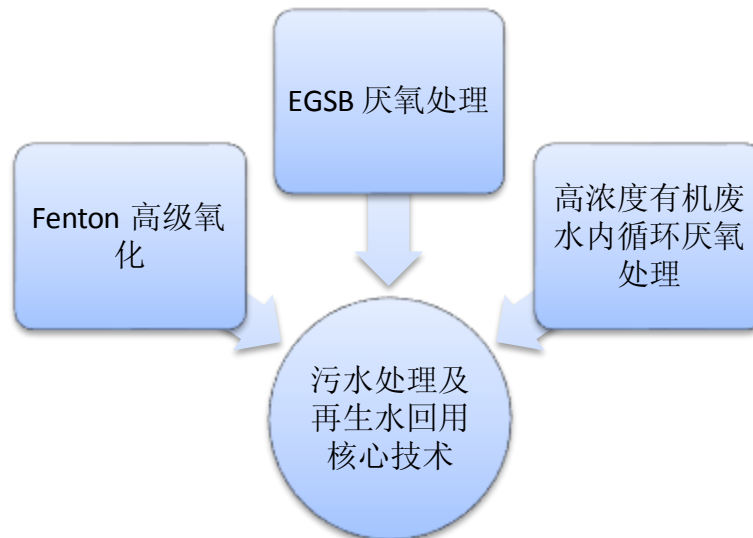 EGSB 厌氧处理
Fenton 高级氧
化
高浓度有机废
水内循环厌氧
处理
污水处理及
再生水回用
核心技术